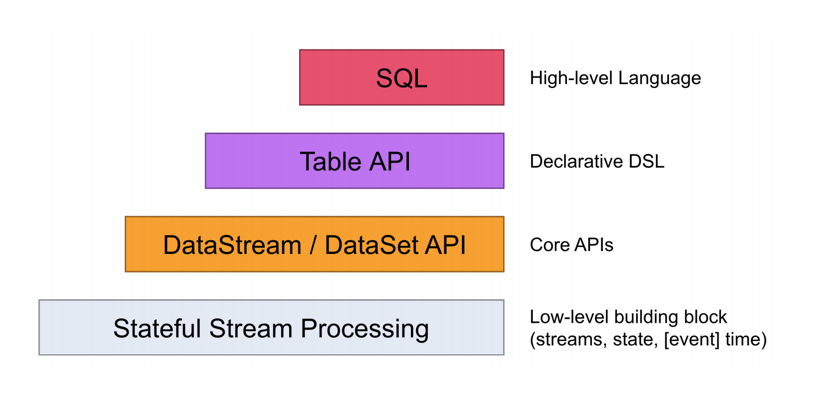 SQL
High-level Language
Table API
Declarative DSL
DataStream / DataSet API
Core APIs
Stateful Stream Processing
Low-level building block
(streams, state, [event] time)